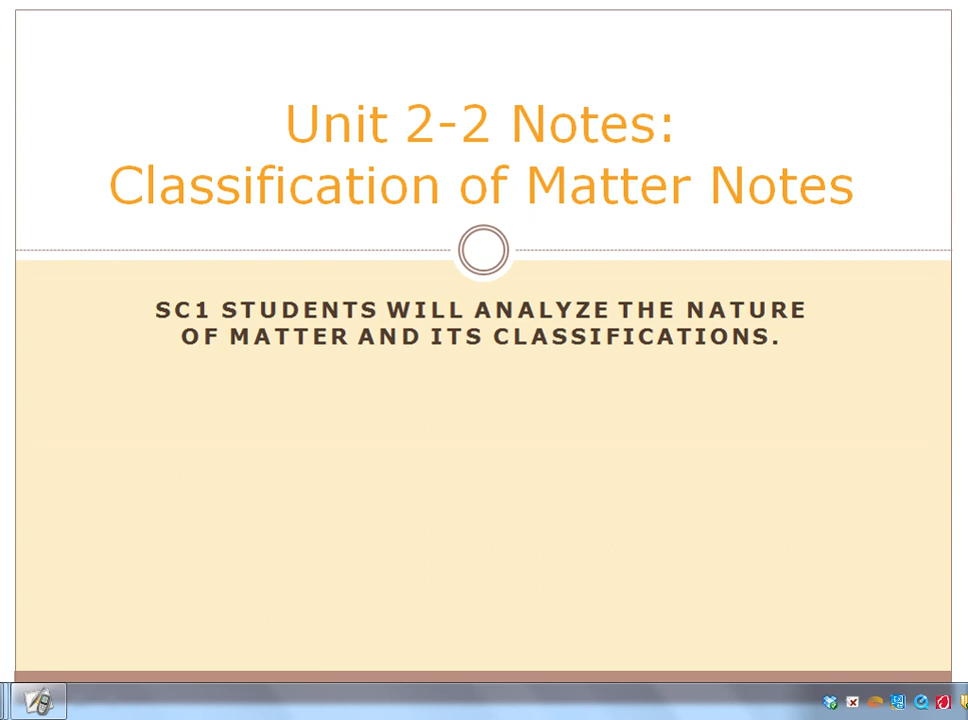 Unit 2-2 Notes:
Classification of Matter Notes
SC1 STUDENTS WILL ANALYZE THE NATURE
OF MATTER AND ITS CLASSIFICATIONS.